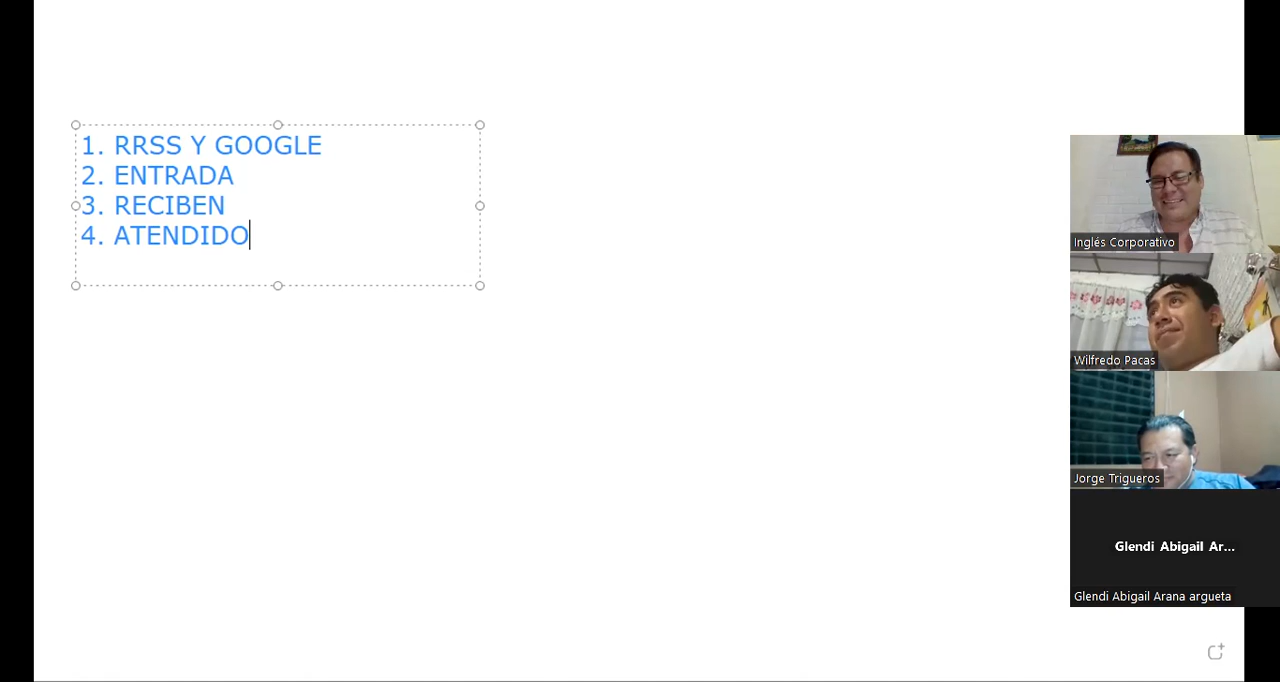 1. RRSS Y GOOGLE
2. ENTRADA
3. RECIBEN
4. ATENDIDO
Inglés Corporativo
Wilfredo Pacas
Jorge Trigueros
Glendi Abigail Ar...
Glendi Abigail Arana argueta